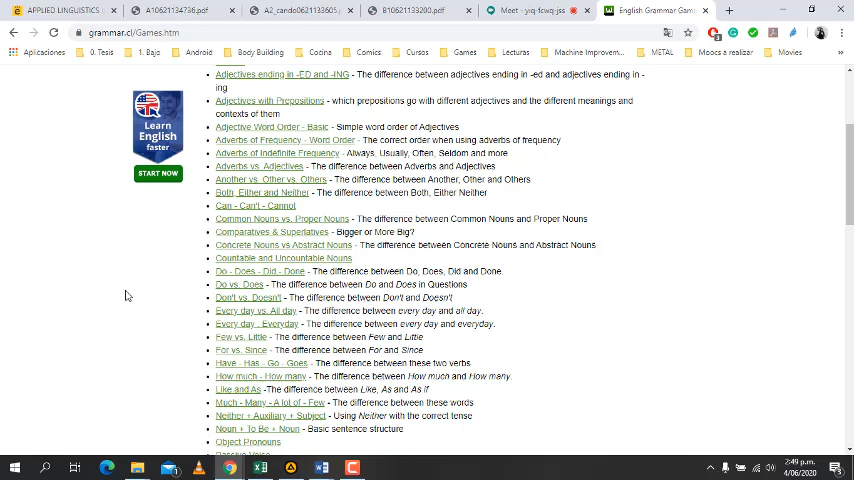 APPLIED LINGUISTICS I
A10621134736.pdf
A2_cando0621133605.p
B10621133200.pdf
Meet - yiq-fcwq-jss
English Grammar Game
grammar.cl/Games.htm
Aplicaciones
0. Tesis
1. Bajo
Android
Body Building
Cocina
Comics
Cursos
Games
Lecturas
Machine Improvem...
METAL
Moocs a realizar
Movies
Adjectives ending in -ED and -ING - The difference between adjectives ending in -ed and adjectives ending in -
ing
Adjectives with Prepositions - which prepositions go with different adjectives and the different meanings and
contexts of them
Adjective Word Order - Basic - Simple word order of Adjectives
Adverbs of Frequency - Word Order - The correct order when using adverbs of frequency
Adverbs of Indefinite Frequency - Always, Usually, Often, Seldom and more
Adverbs vs. Adjectives - The difference between Adverbs and Adjectives
Another vs. Other vs. Others - The difference between Another, Other and Others
Both, Either and Neither - The difference between Both, Either Neither
Can - Can't - Cannot
Common Nouns vs. Proper Nouns - The difference between Common Nouns and Proper Nouns
Comparatives & Superlatives - Bigger or More Big?
Concrete Nouns vs Abstract Nouns - The difference between Concrete Nouns and Abstract Nouns
Countable and Uncountable Nouns
Do - Does - Did - Done - The difference between Do, Does, Did and Done.
Do vs. Does - The difference between Do and Does in Questions
Don't vs. Doesn't - The difference between Don't and Doesn't
Every day vs. All day - The difference between every day and all day.
Every day : Everyday - The difference between every day and everyday.
Few vs. Little - The difference between Few and Little
For vs. Since - The difference between For and Since
Have - Has - Go - Goes - The difference between these two verbs
How much - How many - The difference between How much and How many.
Like and As -The difference between Like, As and As if
Much - Many - A lot of - Few - The difference between these words
Neither + Auxiliary + Subject - Using Neither with the correct tense
Noun + To Be + Noun - Basic sentence structure
Object Pronouns
Passive Voice
Learn
English
faster
START NOW
2:49 p.m.
4/06/2020